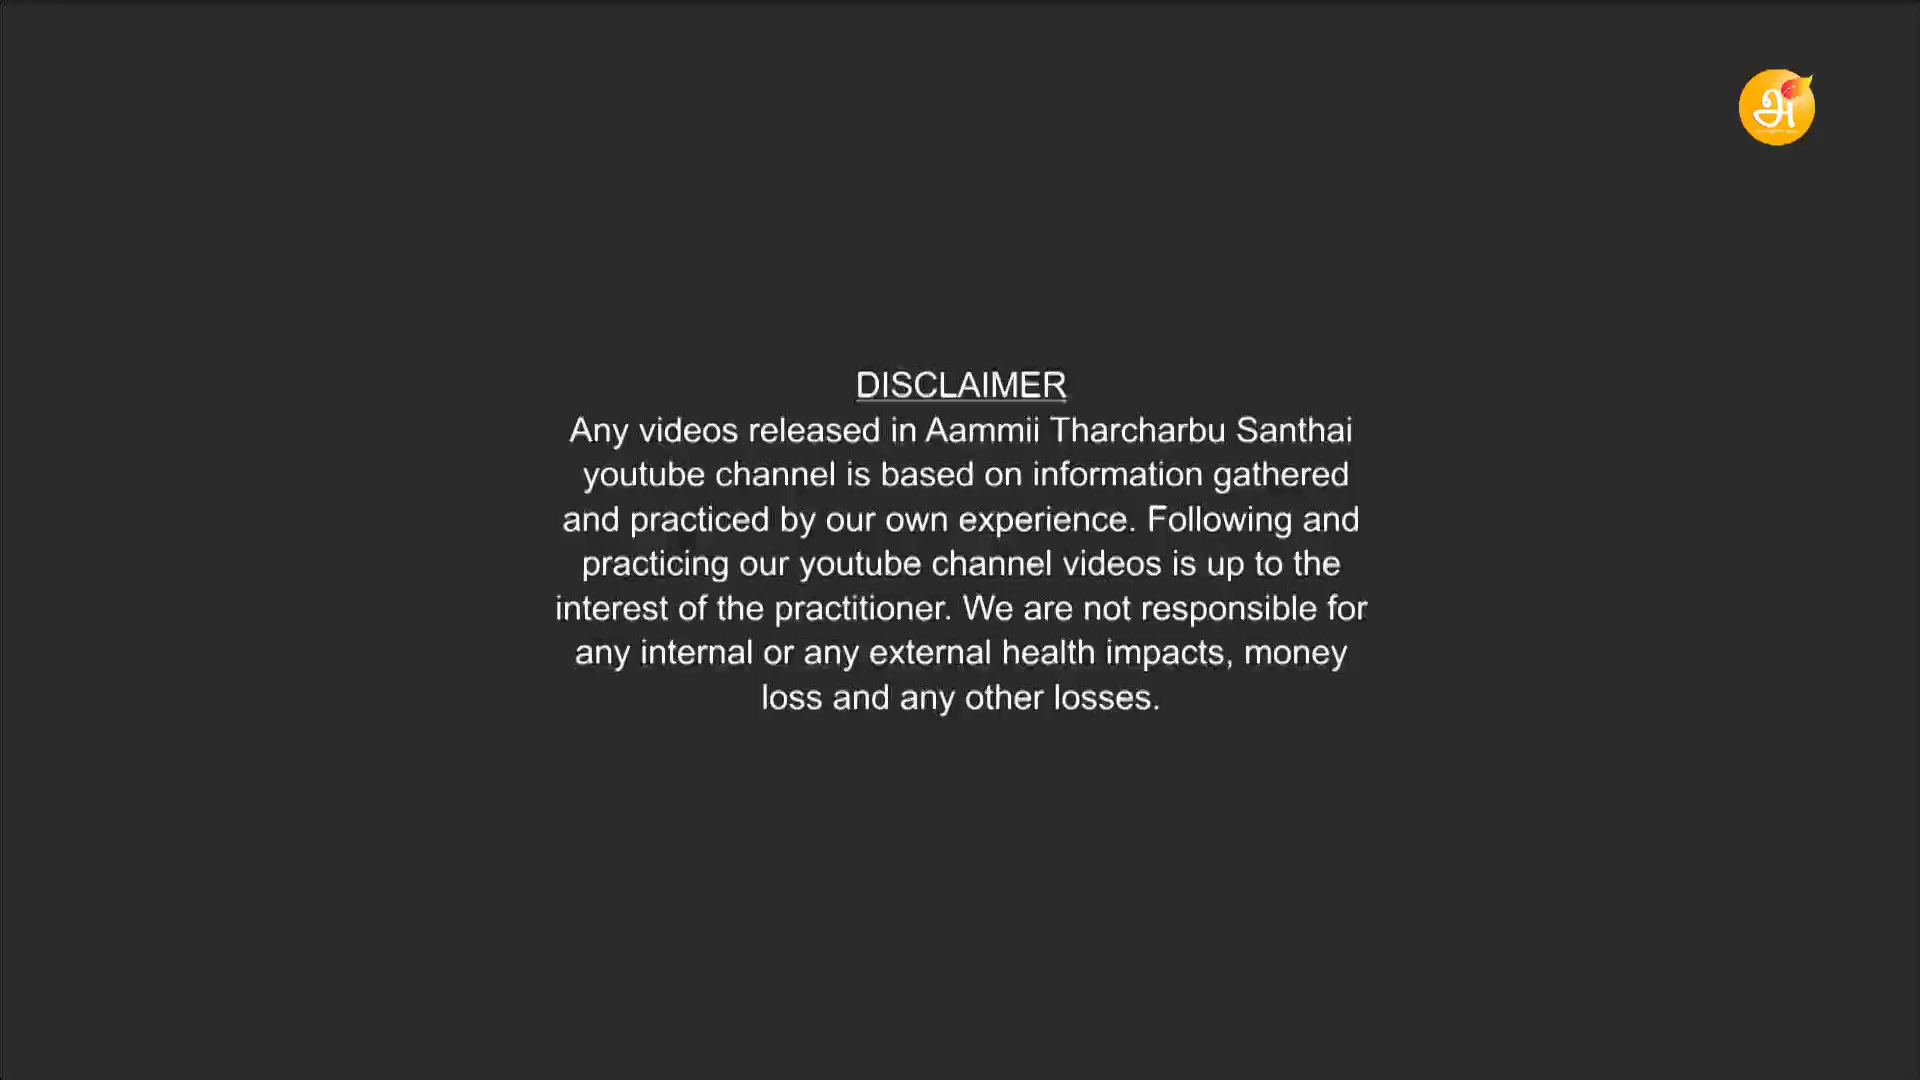 அ
DISCLAIMER
Any videos released in Aammii Tharcharbu Santhai
youtube channel is based on information gathered
and practiced by our own experience. Following and
practicing our youtube channel videos is up to the
interest of the practitioner. We are not responsible for
any internal or any external health impacts, money
loss and any other losses.